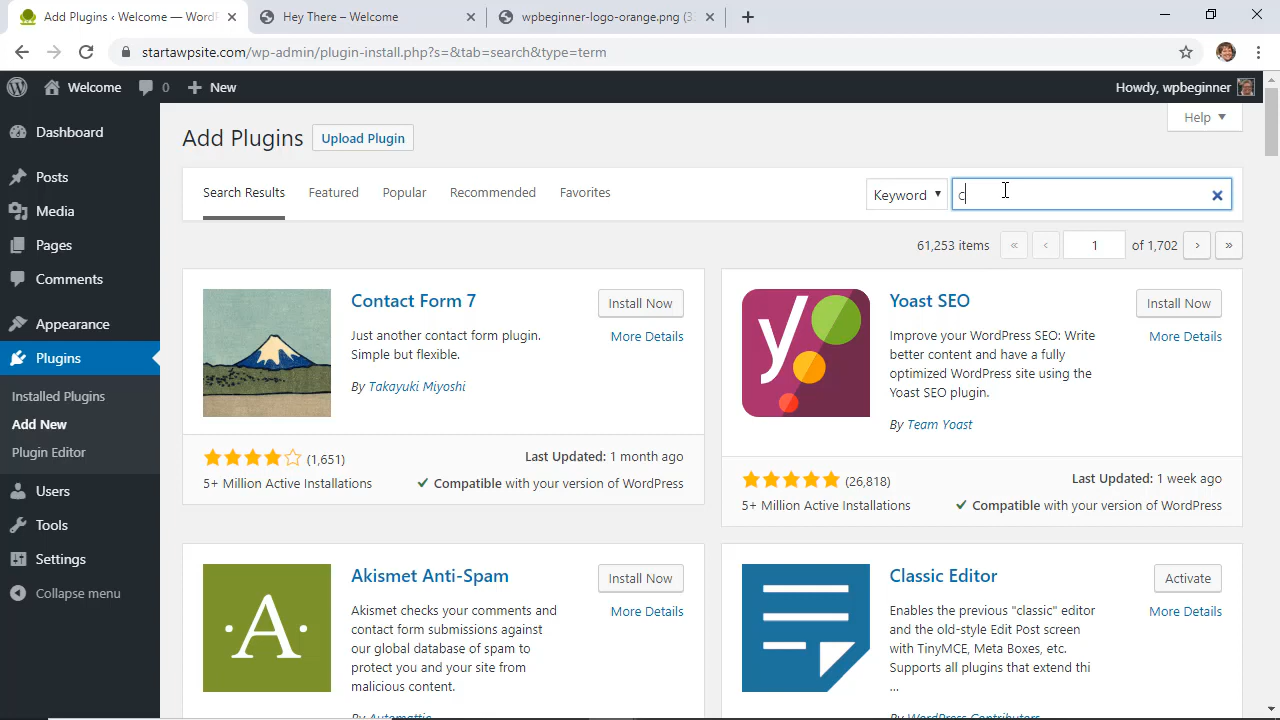 Add Plugins ‹ Welcome — WordP
Hey There – Welcome
wpbeginner-logo-orange.png (3
startawpsite.com/wp-admin/plugin-install.php?s=&tab=search&type=term
Welcome
0
New
Howdy, wpbeginner
Dashboard
Posts
Media
Pages
Comments
Appearance
Plugins
Installed Plugins
Add New
Plugin Editor
Users
Tools
Settings
Collapse menu
Help
Add Plugins
Upload Plugin
Search Results
Featured
Popular
Recommended
Favorites
Keyword
c
61,253 items
«
‹
1
of 1,702
›
»
Contact Form 7
Install Now
More Details
Just another contact form plugin.
Simple but flexible.
By Takayuki Miyoshi
(1,651)
Last Updated: 1 month ago
5+ Million Active Installations
Compatible with your version of WordPress
y
Yoast SEO
Install Now
More Details
Improve your WordPress SEO: Write
better content and have a fully
optimized WordPress site using the
Yoast SEO plugin.
By Team Yoast
(26,818)
Last Updated: 1 week ago
5+ Million Active Installations
Compatible with your version of WordPress
·A·
Akismet Anti-Spam
Install Now
More Details
Akismet checks your comments and
contact form submissions against
our global database of spam to
protect you and your site from
malicious content.
By Automattic
Classic Editor
Activate
More Details
Enables the previous "classic" editor
and the old-style Edit Post screen
with TinyMCE, Meta Boxes, etc.
Supports all plugins that extend thi
...
By WordPress Contributors